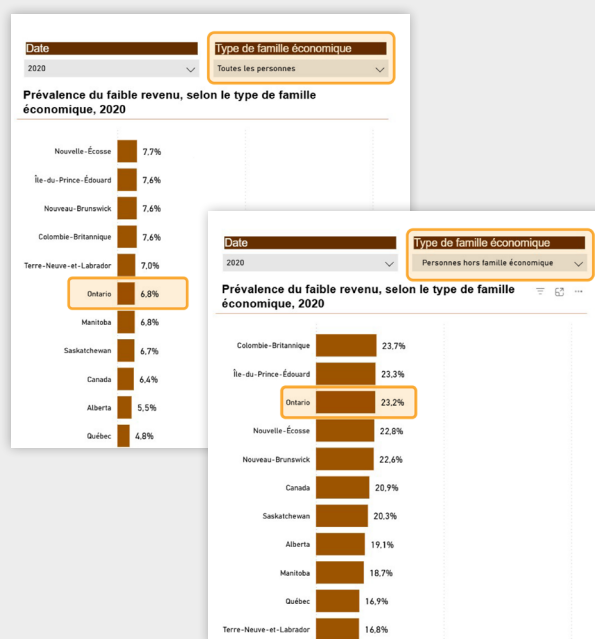 Date
Type de famille économique
2020
Toutes les personnes
Prévalence du faible revenu, selon le type de famille
économique, 2020
Nouvelle-Écosse 7,7%
Île-du-Prince-Édouard 7,6%
Nouveau-Brunswick 7,6%
Colombie-Britannique 7,6%
Terre-Neuve-et-Labrador 7,0%
Ontario 6,8%
Manitoba 6,8%
Saskatchewan 6,7%
Canada 6,4%
Alberta 5,5%
Québec 4,8%
Date
Type de famille économique
2020
Personnes hors famille économique
Prévalence du faible revenu, selon le type de famille
économique, 2020
Colombie-Britannique 23,7%
Île-du-Prince-Édouard 23,3%
Ontario 23,2%
Nouvelle-Écosse 22,8%
Nouveau-Brunswick 22,6%
Canada 20,9%
Saskatchewan 20,3%
Alberta 19,1%
Manitoba 18,7%
Québec 16,9%
Terre-Neuve-et-Labrador 16,8%